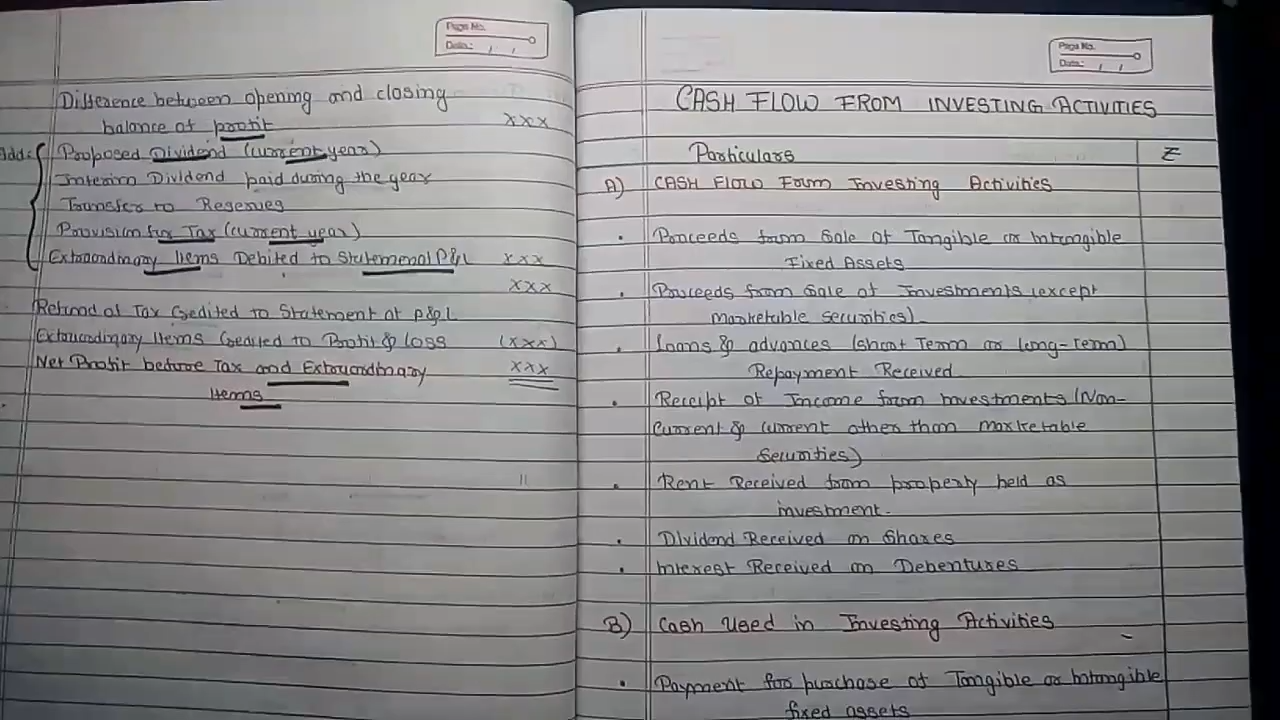 Page No.
Date: / /
Difference between opening and closing
balance of profit xxx
Add: Proposed Dividend (current year)
Interim Dividend paid during the year
Transfer to Reserves
Provision for Tax (current year)
Extraordinary Items Debited to Statement of P&L xxx
xxx
Refund of Tax Credited to Statement of P&L
Extraordinary Items Credited to Profit & Loss (xxx)
Net Profit before Tax and Extraordinary xxx
Items
Page No.
Date: / /
CASH FLOW FROM INVESTING ACTIVITIES
Particulars ₹
A) CASH Flow From Investing Activities
• Proceeds from Sale of Tangible or Intangible
Fixed Assets
• Proceeds from Sale of Investments (except
marketable securities)
• Loans & advances (Short Term or long-Term)
Repayment Received
• Receipt of Income from Investments (Non-
Current & current other than marketable
Securities)
• Rent Received from property held as
investment.
• Dividend Received on Shares
• Interest Received on Debentures
B) Cash Used in Investing Activities
• Payment for purchase of Tangible or Intangible
fixed assets